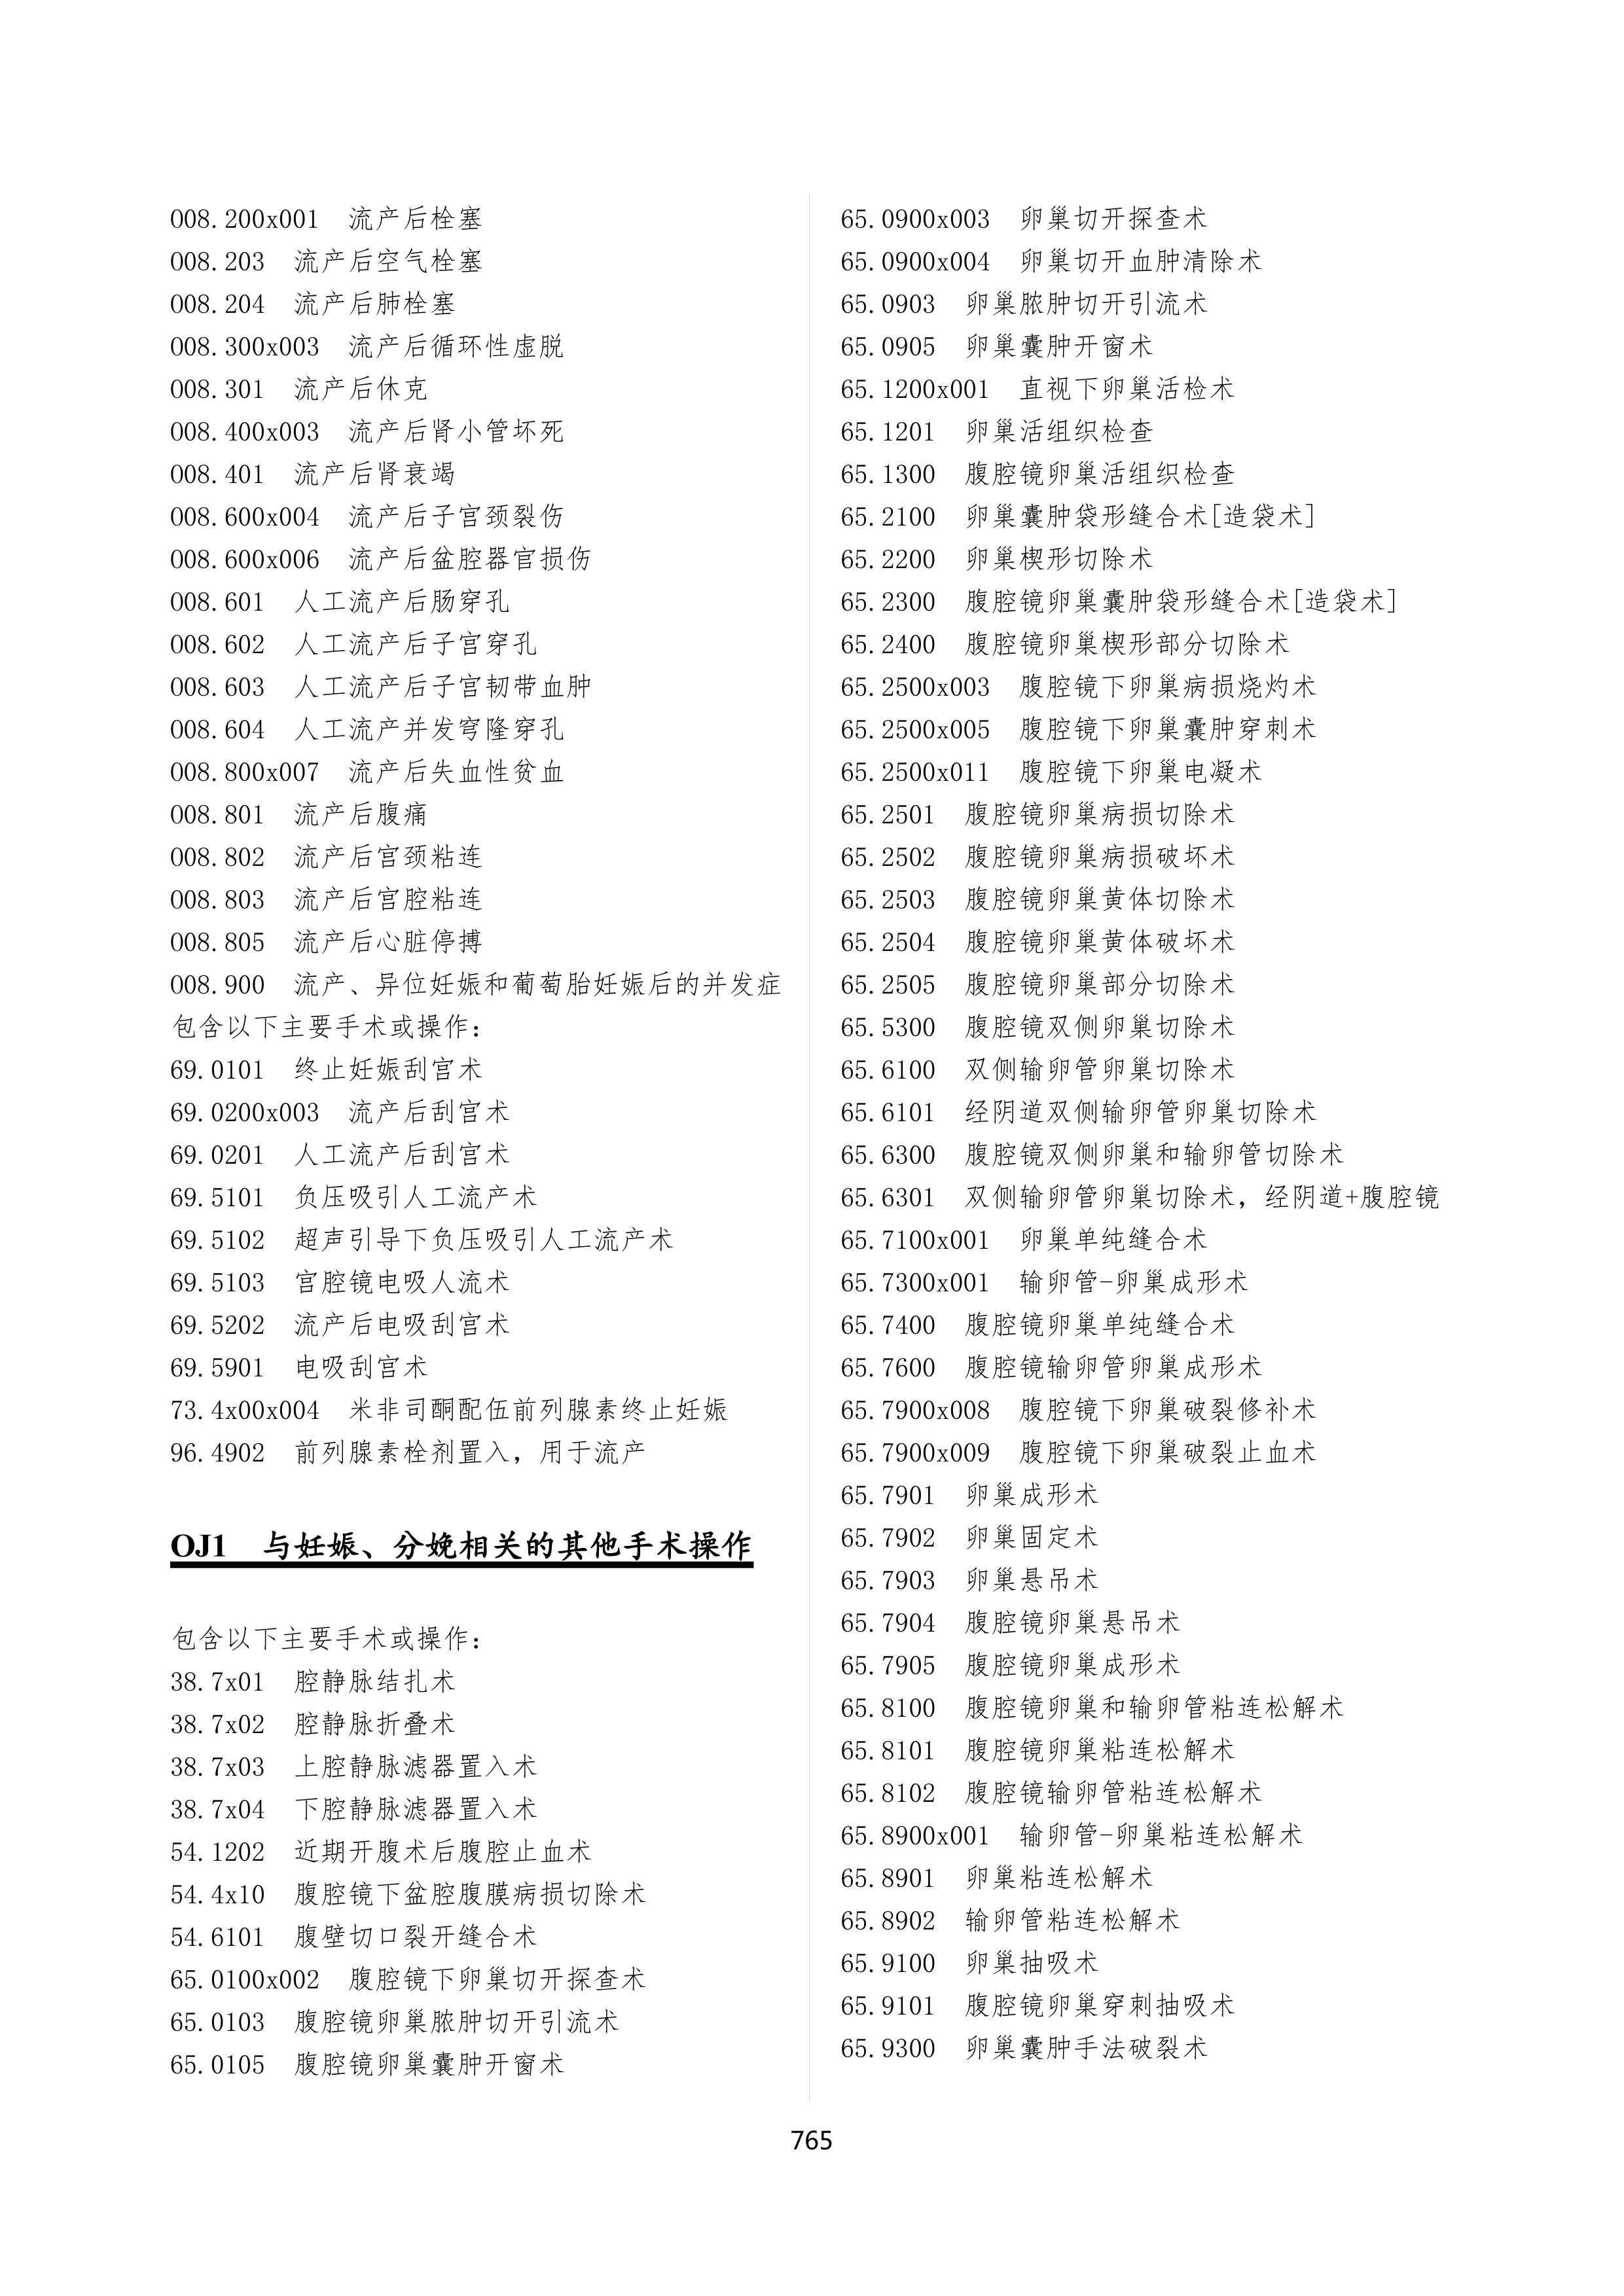 O08.200x001 流产后栓塞
O08.203 流产后空气栓塞
O08.204 流产后肺栓塞
O08.300x003 流产后循环性虚脱
O08.301 流产后休克
O08.400x003 流产后肾小管坏死
O08.401 流产后肾衰竭
O08.600x004 流产后子宫颈裂伤
O08.600x006 流产后盆腔器官损伤
O08.601 人工流产后肠穿孔
O08.602 人工流产后子宫穿孔
O08.603 人工流产后子宫韧带血肿
O08.604 人工流产并发穹隆穿孔
O08.800x007 流产后失血性贫血
O08.801 流产后腹痛
O08.802 流产后宫颈粘连
O08.803 流产后宫腔粘连
O08.805 流产后心脏停搏
O08.900 流产、异位妊娠和葡萄胎妊娠后的并发症
包含以下主要手术或操作：
69.0101 终止妊娠刮宫术
69.0200x003 流产后刮宫术
69.0201 人工流产后刮宫术
69.5101 负压吸引人工流产术
69.5102 超声引导下负压吸引人工流产术
69.5103 宫腔镜电吸人流术
69.5202 流产后电吸刮宫术
69.5901 电吸刮宫术
73.4x00x004 米非司酮配伍前列腺素终止妊娠
96.4902 前列腺素栓剂置入，用于流产
OJ1 与妊娠、分娩相关的其他手术操作
包含以下主要手术或操作：
38.7x01 腔静脉结扎术
38.7x02 腔静脉折叠术
38.7x03 上腔静脉滤器置入术
38.7x04 下腔静脉滤器置入术
54.1202 近期开腹术后腹腔止血术
54.4x10 腹腔镜下盆腔腹膜病损切除术
54.6101 腹壁切口裂开缝合术
65.0100x002 腹腔镜下卵巢切开探查术
65.0103 腹腔镜卵巢脓肿切开引流术
65.0105 腹腔镜卵巢囊肿开窗术
65.0900x003 卵巢切开探查术
65.0900x004 卵巢切开血肿清除术
65.0903 卵巢脓肿切开引流术
65.0905 卵巢囊肿开窗术
65.1200x001 直视下卵巢活检术
65.1201 卵巢活组织检查
65.1300 腹腔镜卵巢活组织检查
65.2100 卵巢囊肿袋形缝合术[造袋术]
65.2200 卵巢楔形切除术
65.2300 腹腔镜卵巢囊肿袋形缝合术[造袋术]
65.2400 腹腔镜卵巢楔形部分切除术
65.2500x003 腹腔镜下卵巢病损烧灼术
65.2500x005 腹腔镜下卵巢囊肿穿刺术
65.2500x011 腹腔镜下卵巢电凝术
65.2501 腹腔镜卵巢病损切除术
65.2502 腹腔镜卵巢病损破坏术
65.2503 腹腔镜卵巢黄体切除术
65.2504 腹腔镜卵巢黄体破坏术
65.2505 腹腔镜卵巢部分切除术
65.5300 腹腔镜双侧卵巢切除术
65.6100 双侧输卵管卵巢切除术
65.6101 经阴道双侧输卵管卵巢切除术
65.6300 腹腔镜双侧卵巢和输卵管切除术
65.6301 双侧输卵管卵巢切除术，经阴道+腹腔镜
65.7100x001 卵巢单纯缝合术
65.7300x001 输卵管-卵巢成形术
65.7400 腹腔镜卵巢单纯缝合术
65.7600 腹腔镜输卵管卵巢成形术
65.7900x008 腹腔镜下卵巢破裂修补术
65.7900x009 腹腔镜下卵巢破裂止血术
65.7901 卵巢成形术
65.7902 卵巢固定术
65.7903 卵巢悬吊术
65.7904 腹腔镜卵巢悬吊术
65.7905 腹腔镜卵巢成形术
65.8100 腹腔镜卵巢和输卵管粘连松解术
65.8101 腹腔镜卵巢粘连松解术
65.8102 腹腔镜输卵管粘连松解术
65.8900x001 输卵管-卵巢粘连松解术
65.8901 卵巢粘连松解术
65.8902 输卵管粘连松解术
65.9100 卵巢抽吸术
65.9101 腹腔镜卵巢穿刺抽吸术
65.9300 卵巢囊肿手法破裂术
765